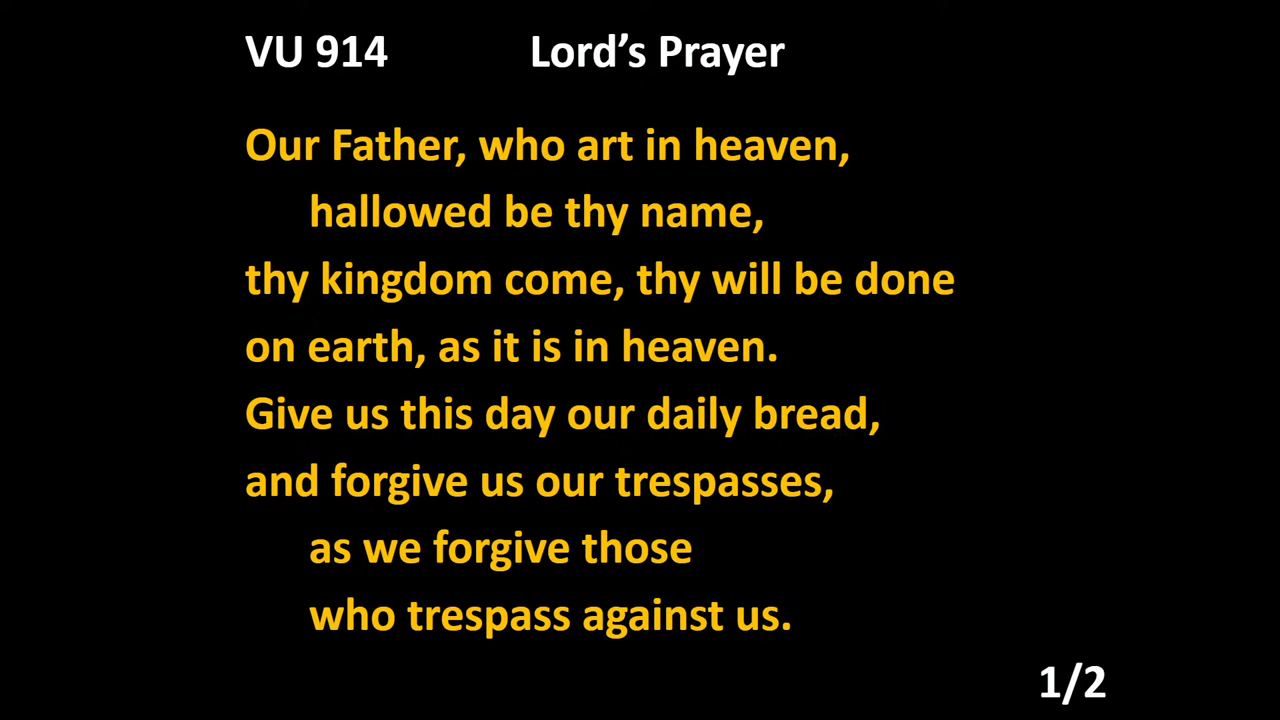 VU 914 Lord’s Prayer
Our Father, who art in heaven,
hallowed be thy name,
thy kingdom come, thy will be done
on earth, as it is in heaven.
Give us this day our daily bread,
and forgive us our trespasses,
as we forgive those
who trespass against us.
1/2